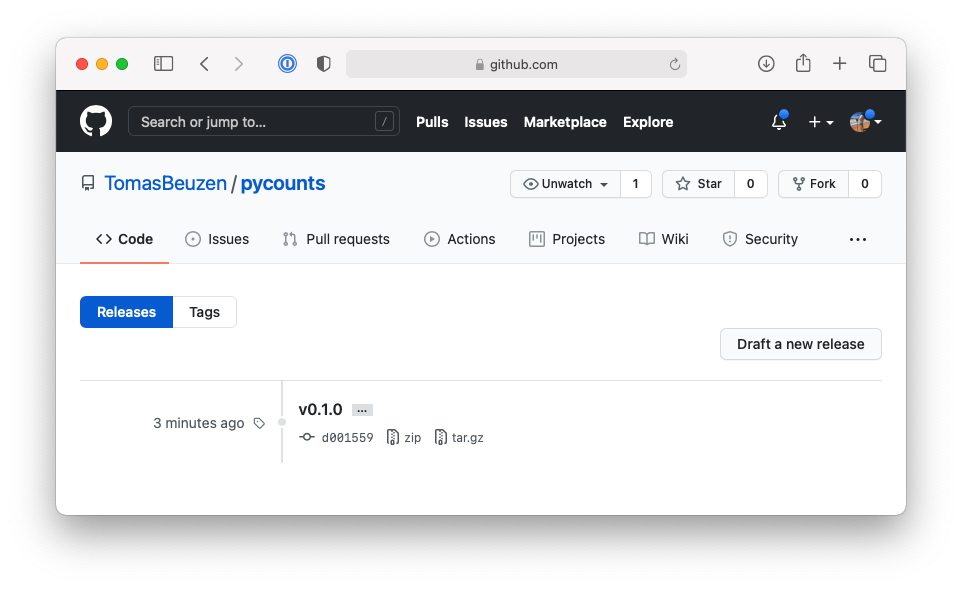 github.com
Search or jump to... /
Pulls Issues Marketplace Explore
TomasBeuzen / pycounts
Unwatch 1 Star 0 Fork 0
Code Issues Pull requests Actions Projects Wiki Security ...
Releases Tags
Draft a new release
v0.1.0 ...
3 minutes ago
d001559 zip tar.gz